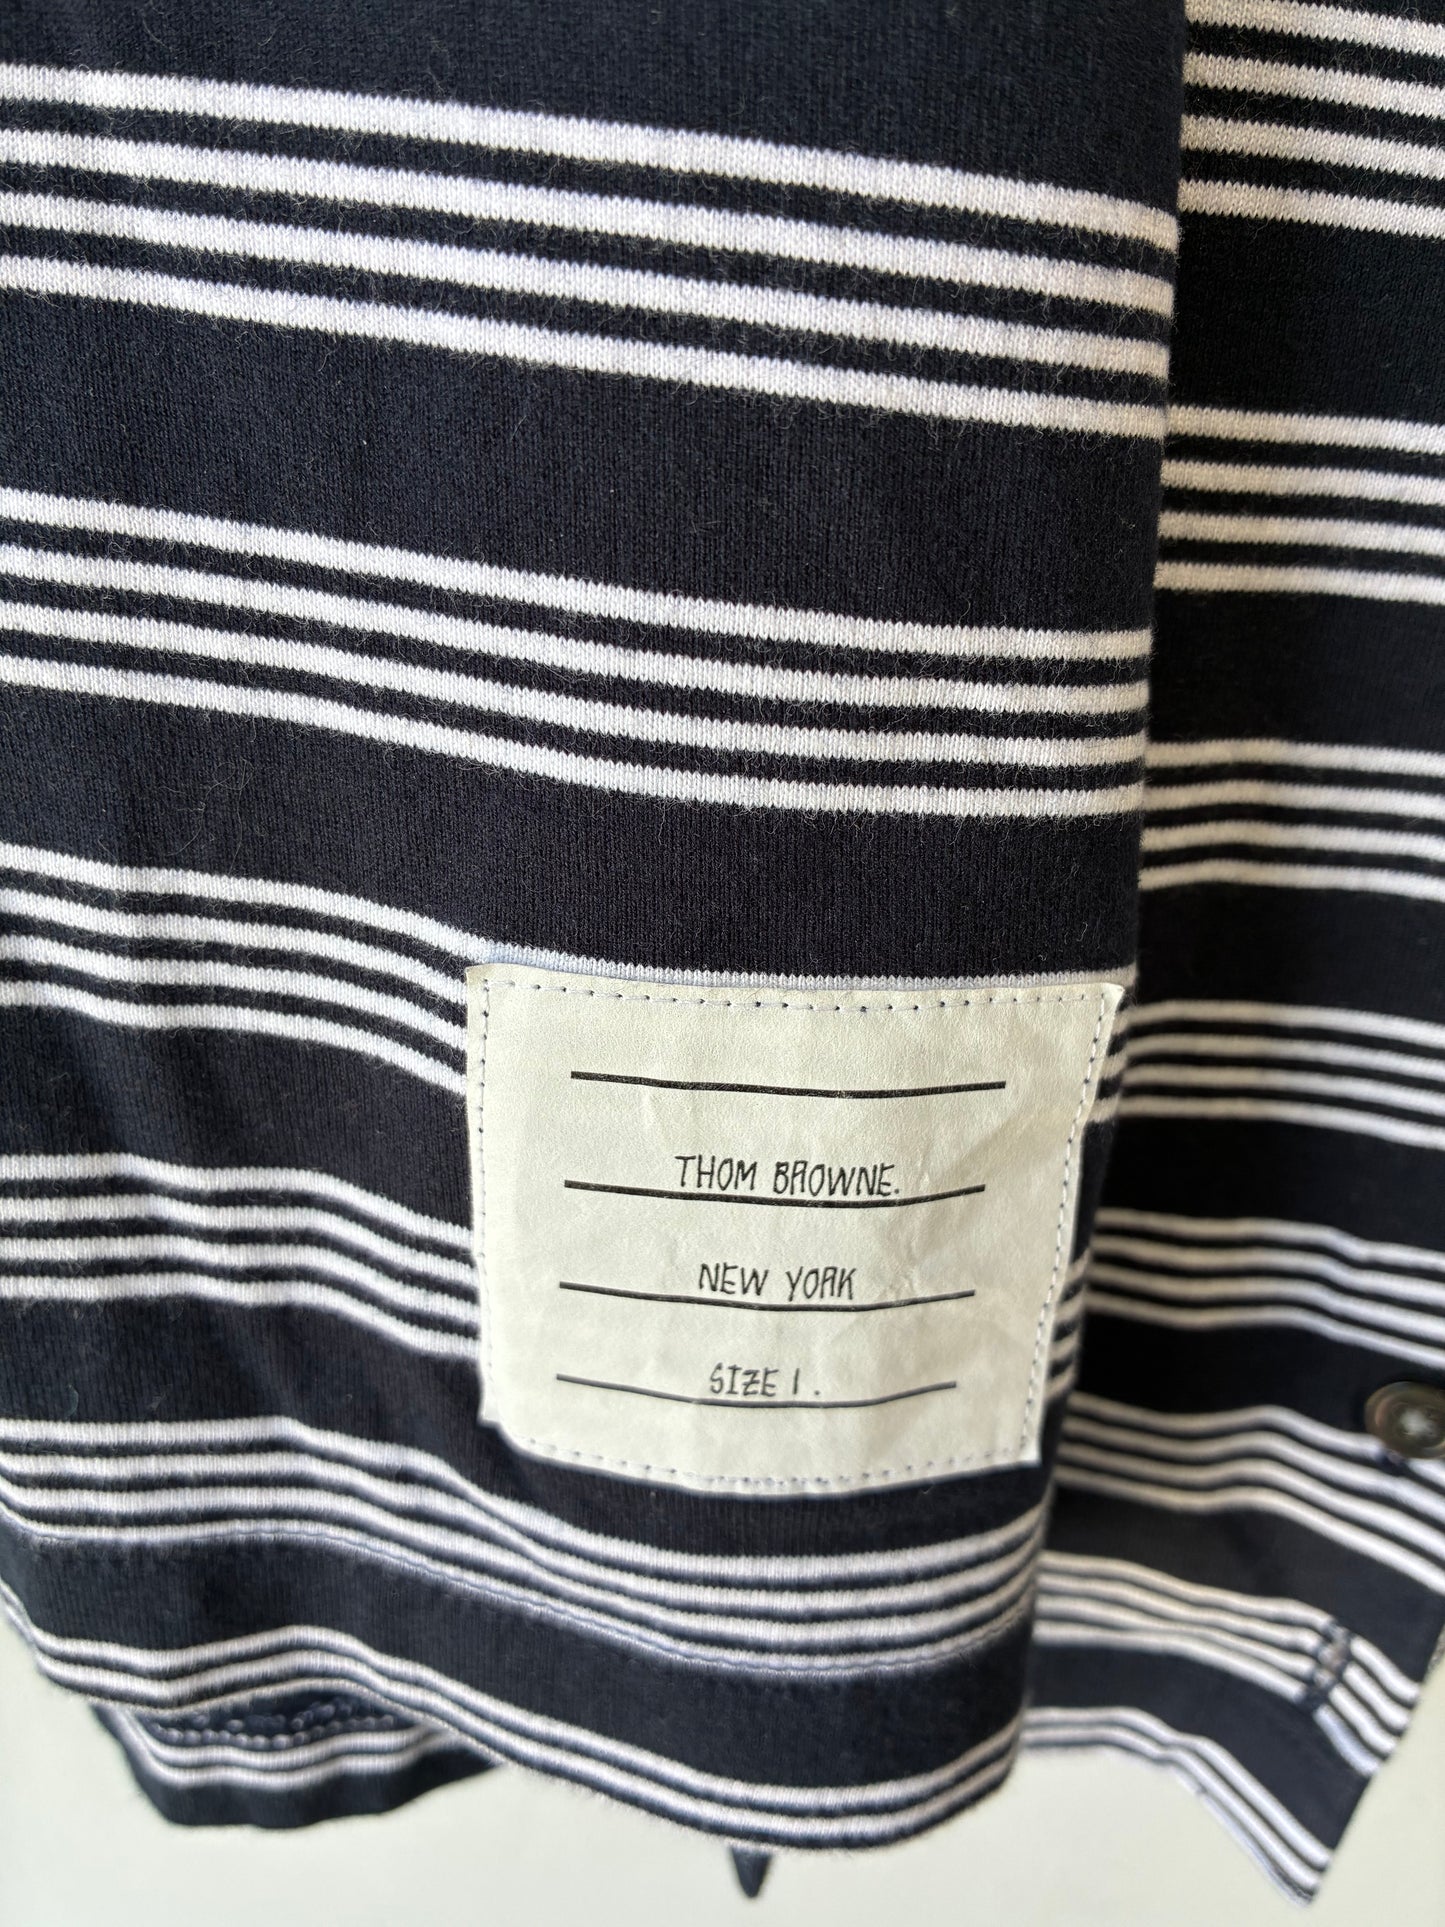 THOM BROWNE.
NEW YORK
SIZE 1.